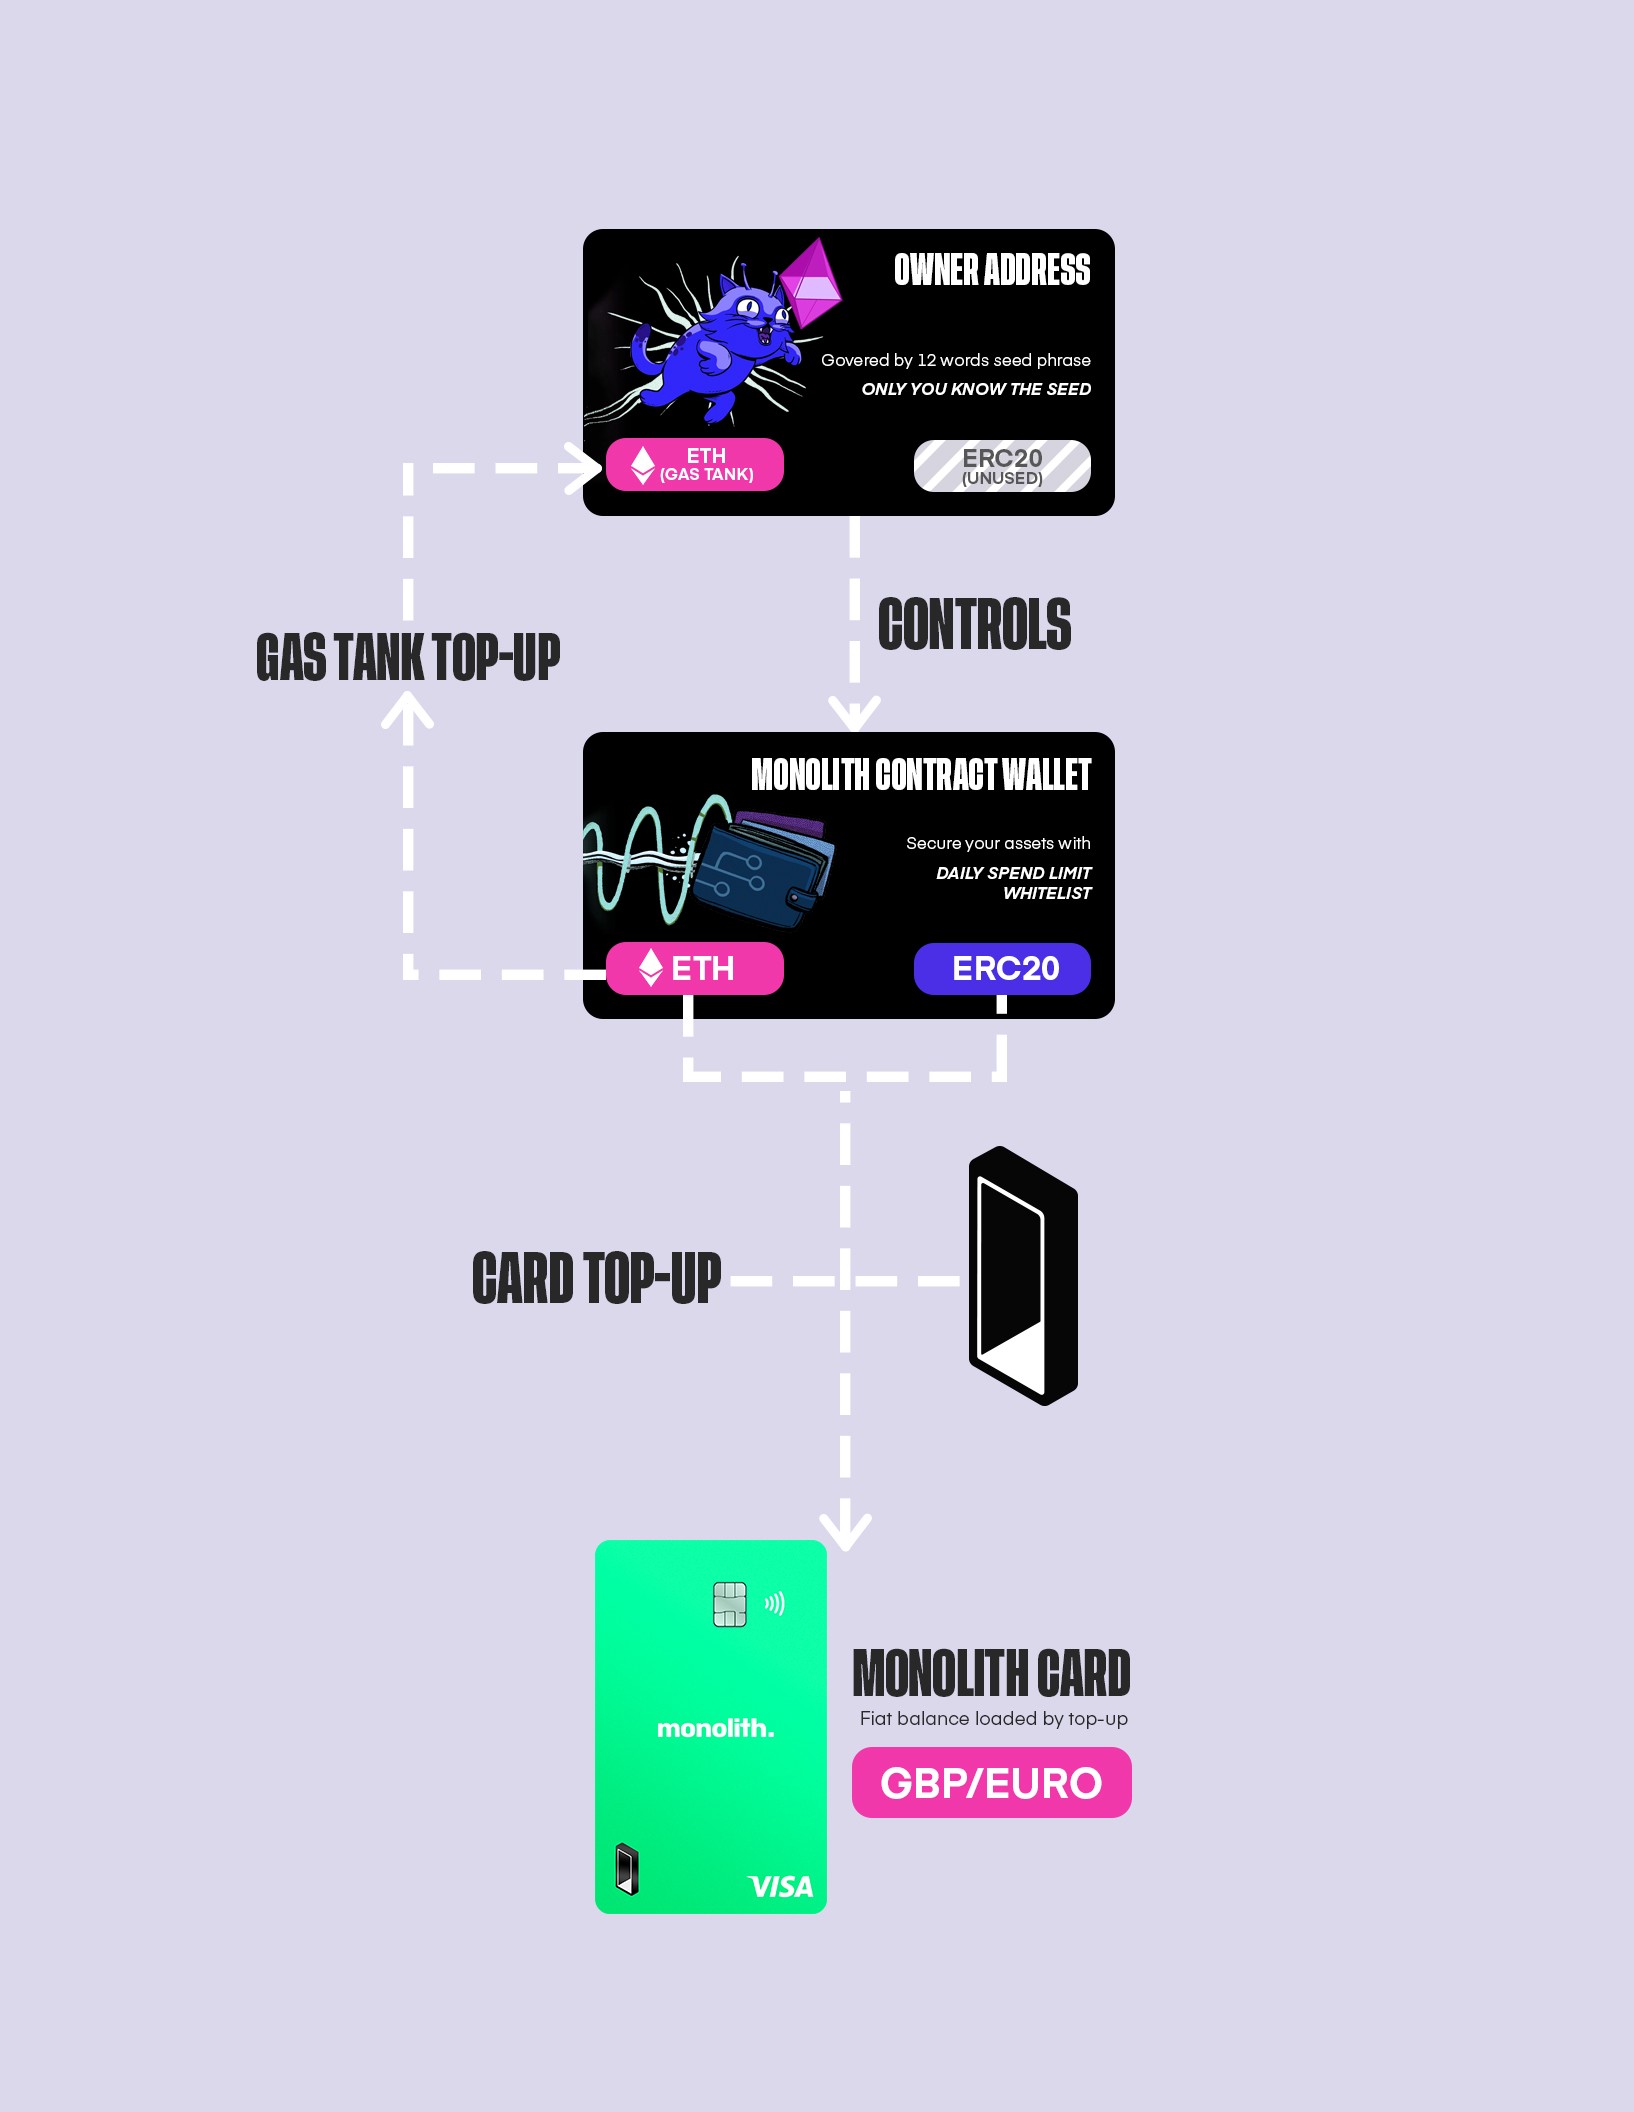 OWNER ADDRESS
Govered by 12 words seed phrase
ONLY YOU KNOW THE SEED
ETH
(GAS TANK)
ERC20
(UNUSED)
CONTROLS
GAS TANK TOP-UP
MONOLITH CONTRACT WALLET
Secure your assets with
DAILY SPEND LIMIT
WHITELIST
ETH
ERC20
CARD TOP-UP
monolith.
VISA
MONOLITH CARD
Fiat balance loaded by top-up
GBP/EURO